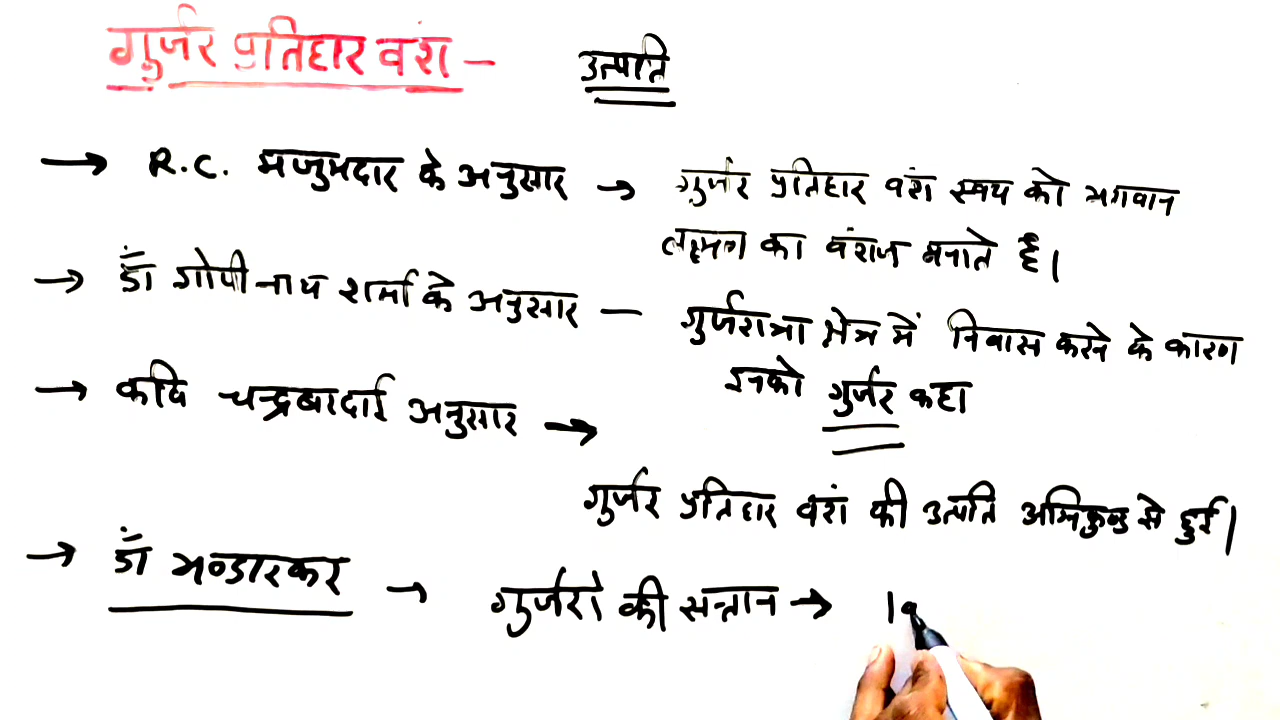 गुर्जर प्रतिहार वंश – उत्पति
→ R.C. मजुमदार के अनुसार → गुर्जर प्रतिहार वंश स्वयं को भगवान
लक्ष्मण का वंशज बताते हैं।
→ डॉ गोपीनाथ शर्मा के अनुसार — गुर्जरात्रा क्षेत्र में निवास करने के कारण
इनको गुर्जर कहा
→ कवि चन्द्रबरदाई अनुसार →
गुर्जर प्रतिहार वंश की उत्पति अग्निकुण्ड से हुई।
→ डॉ भण्डारकर → गुर्जरो की सन्तान →